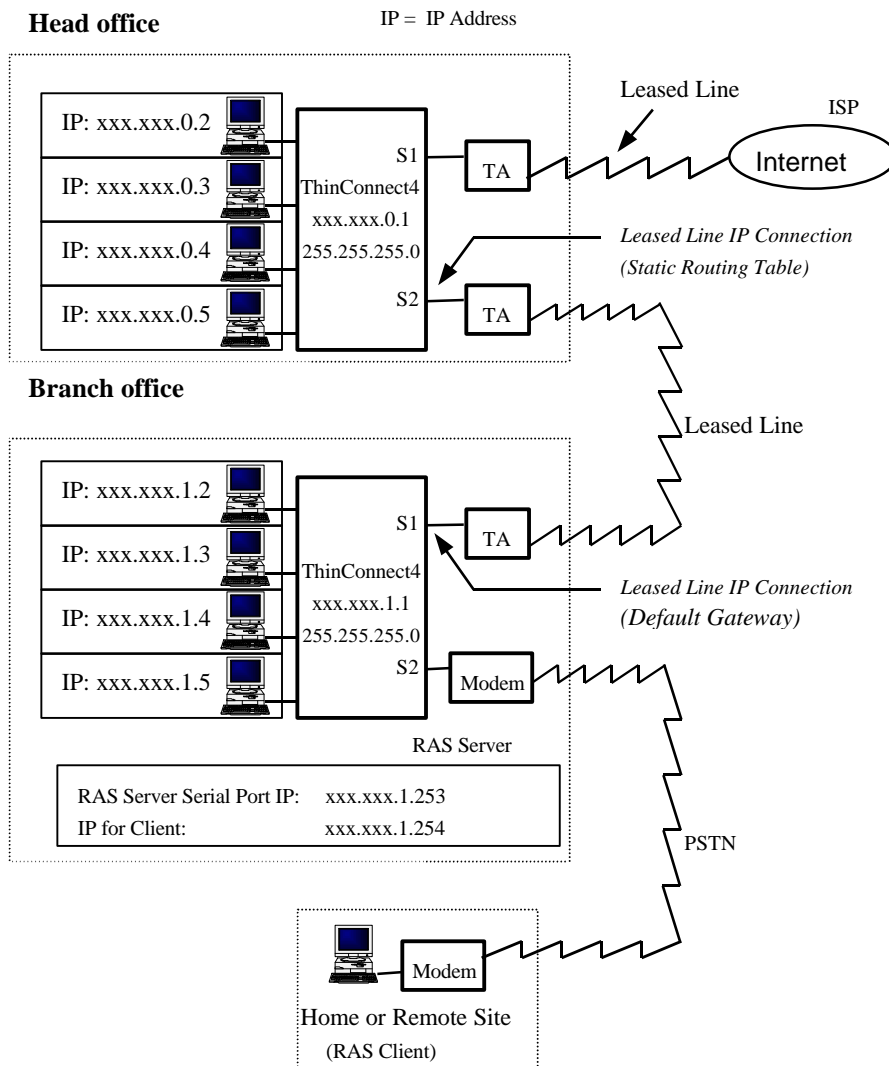 Head office
IP = IP Address
IP: xxx.xxx.0.2
IP: xxx.xxx.0.3
IP: xxx.xxx.0.4
IP: xxx.xxx.0.5
S1
ThinConnect4
xxx.xxx.0.1
255.255.255.0
S2
TA
TA
Leased Line
ISP
Internet
Leased Line IP Connection
(Static Routing Table)
Leased Line
Branch office
IP: xxx.xxx.1.2
IP: xxx.xxx.1.3
IP: xxx.xxx.1.4
IP: xxx.xxx.1.5
S1
ThinConnect4
xxx.xxx.1.1
255.255.255.0
S2
TA
Leased Line IP Connection
(Default Gateway)
Modem
RAS Server
RAS Server Serial Port IP: xxx.xxx.1.253
IP for Client: xxx.xxx.1.254
PSTN
Modem
Home or Remote Site
(RAS Client)